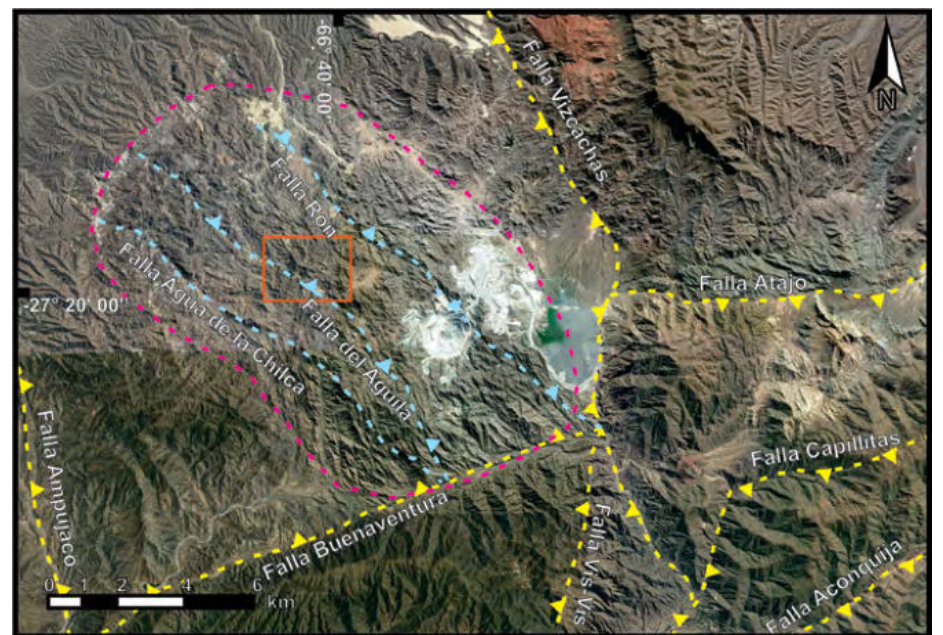 -66° 40' 00"
N
Falla Vizcachas
Falla Ron
-27° 20' 00"
Falla Atajo
Falla Agua de la Chilca
Falla del Aguila
Falla Ampujaco
Falla Capillitas
Falla Buenaventura
Falla Vis-Vis
Falla Aconquija
0 2 4 6
km